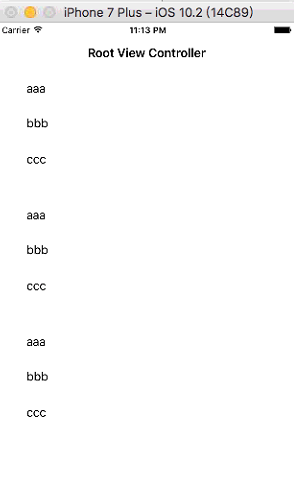 iPhone 7 Plus – iOS 10.2 (14C89)
Carrier 11:13 PM
Root View Controller
aaa
bbb
ccc
aaa
bbb
ccc
aaa
bbb
ccc